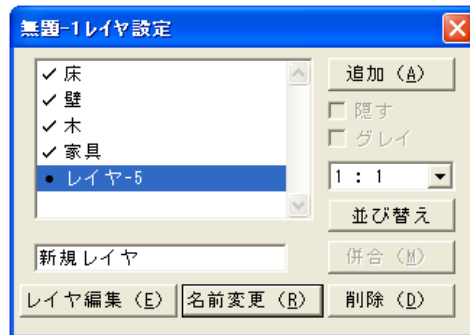 無題-1レイヤ設定
✓床
✓壁
✓木
✓家具
● レイヤ-5
新規レイヤ
追加 (A)
隠す
グレイ
1 : 1
並び替え
併合 (M)
レイヤ編集 (E) 名前変更 (R) 削除 (D)